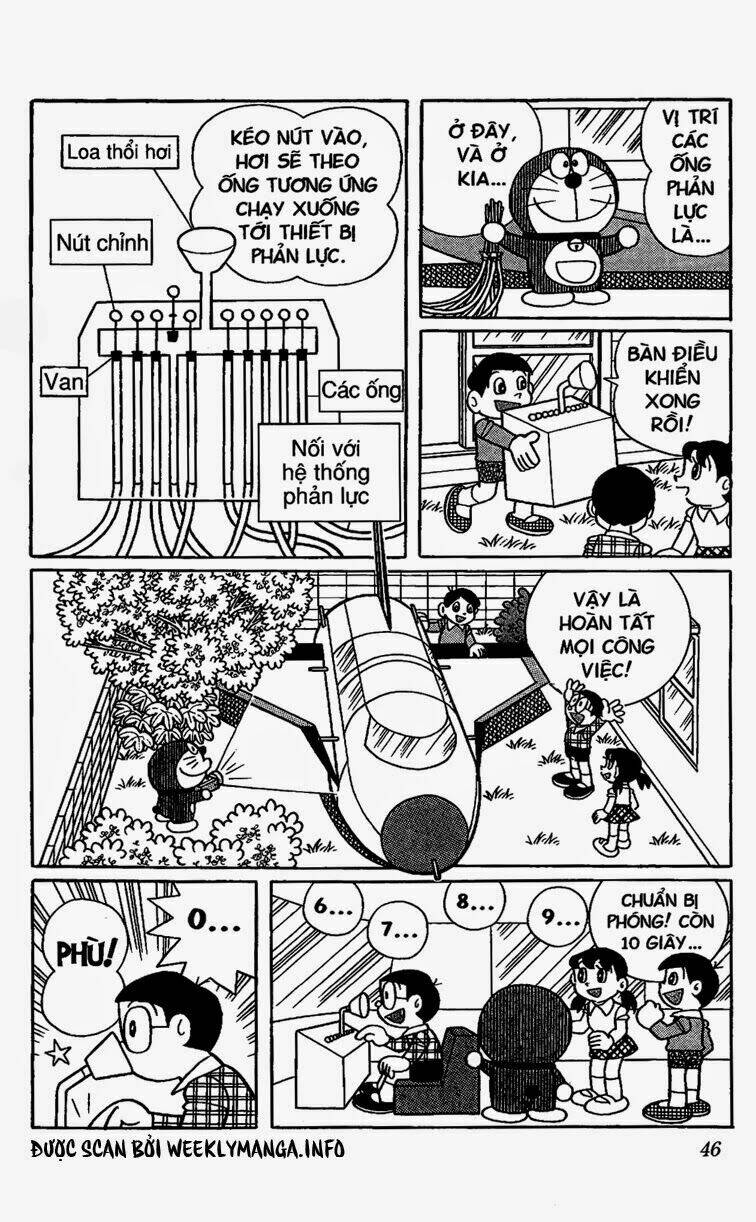 VỊ TRÍ
CÁC
ỐNG
PHẢN
LỰC
LÀ...
Ở ĐÂY,
VÀ Ở
KIA...
BÀN ĐIỀU
KHIỂN
XONG
RỒI!
KÉO NÚT VÀO,
HƠI SẼ THEO
ỐNG TƯƠNG ỨNG
CHẠY XUỐNG
TỚI THIẾT BỊ
PHẢN LỰC.
Loa thổi hơi
Nút chỉnh
Van
Các ống
Nối với
hệ thống
phản lực
VẬY LÀ
HOÀN TẤT
MỌI CÔNG
VIỆC!
CHUẨN BỊ
PHÓNG! CÒN
10 GIÂY...
9...
8...
7...
6...
0...
PHÙ!
ĐƯỢC SCAN BỞI WEEKLYMANGA.INFO
46